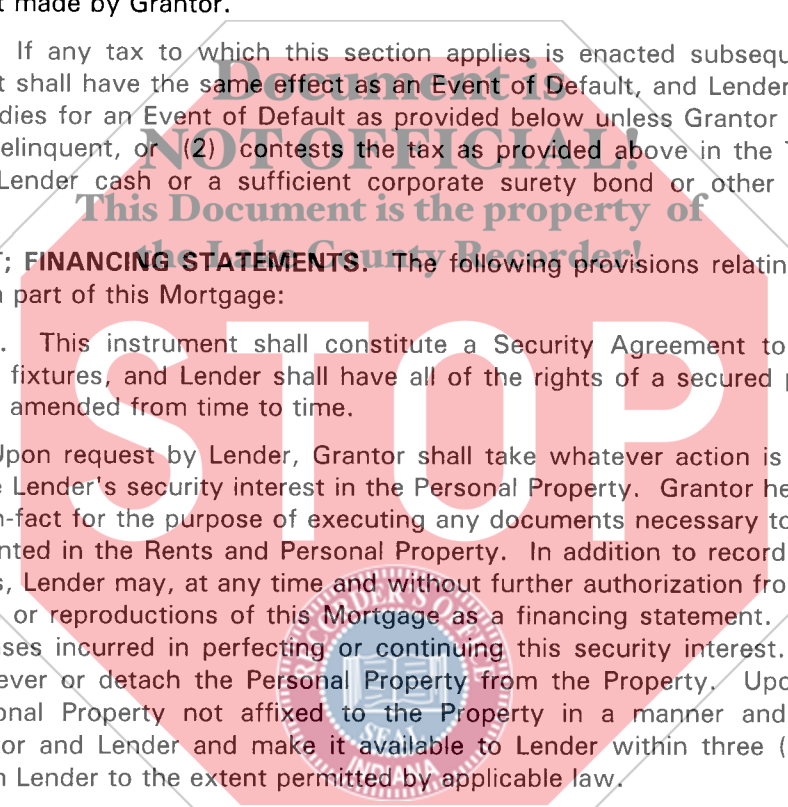 t made by Grantor.
If any tax to which this section applies is enacted subsequ
t shall have the same effect as an Event of Default, and Lender
dies for an Event of Default as provided below unless Grantor
elinquent, or (2) contests the tax as provided above in the T
Lender cash or a sufficient corporate surety bond or other
Document is
NOT OFFICIAL!
This Document is the property of
the Lake County Recorder!
; FINANCING STATEMENTS. The following provisions relatin
part of this Mortgage:
. This instrument shall constitute a Security Agreement to
fixtures, and Lender shall have all of the rights of a secured p
amended from time to time.
STOP
Upon request by Lender, Grantor shall take whatever action is
e Lender's security interest in the Personal Property. Grantor he
n-fact for the purpose of executing any documents necessary to
nted in the Rents and Personal Property. In addition to record
s, Lender may, at any time and without further authorization fro
or reproductions of this Mortgage as a financing statement.
ses incurred in perfecting or continuing this security interest.
ever or detach the Personal Property from the Property. Upo
onal Property not affixed to the Property in a manner and
tor and Lender and make it available to Lender within three (
n Lender to the extent permitted by applicable law.
RECORDER'S OFFICE
SEAL
INDIANA